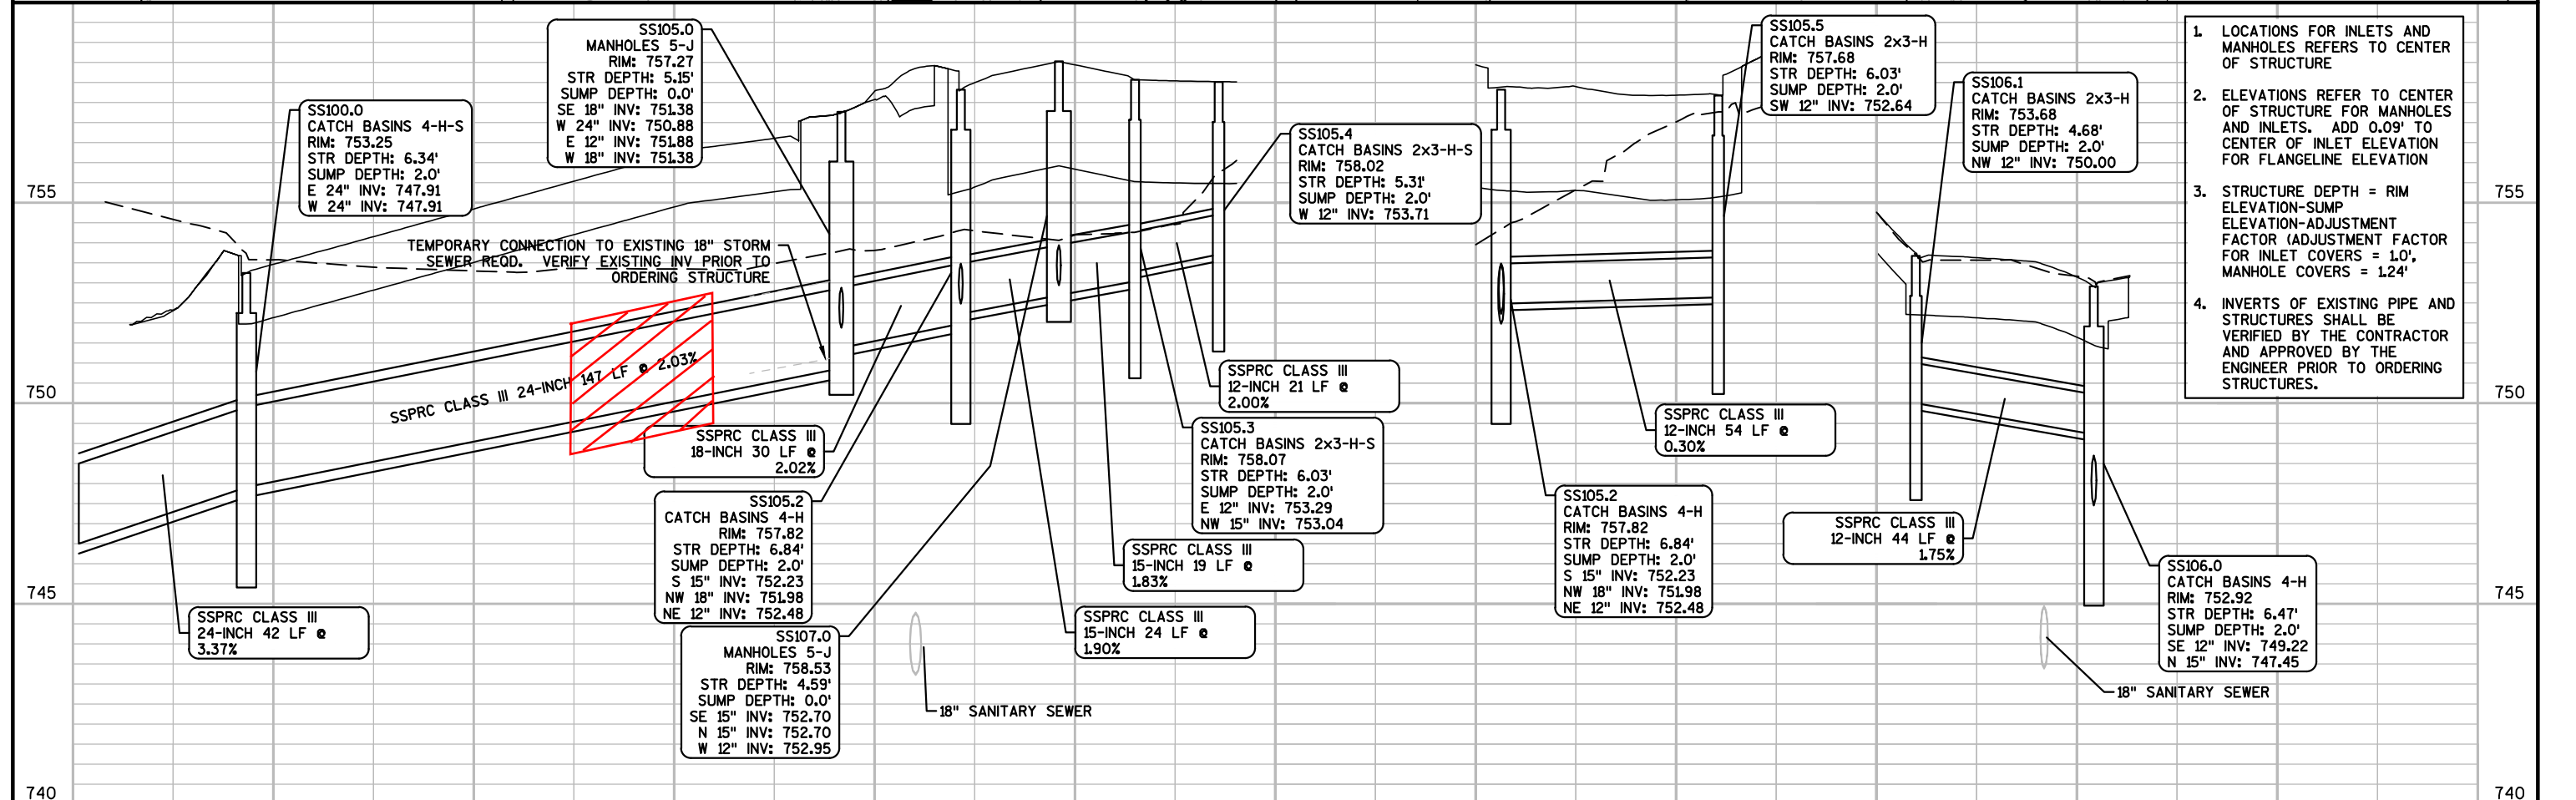 SS105.0
MANHOLES 5-J
RIM: 757.27
STR DEPTH: 5.15'
SUMP DEPTH: 0.0'
SE 18" INV: 751.38
W 24" INV: 750.88
E 12" INV: 751.88
W 18" INV: 751.38
SS100.0
CATCH BASINS 4-H-S
RIM: 753.25
STR DEPTH: 6.34'
SUMP DEPTH: 2.0'
E 24" INV: 747.91
W 24" INV: 747.91
TEMPORARY CONNECTION TO EXISTING 18" STORM
SEWER REQD. VERIFY EXISTING INV PRIOR TO
ORDERING STRUCTURE
SS105.4
CATCH BASINS 2x3-H-S
RIM: 758.02
STR DEPTH: 5.31'
SUMP DEPTH: 2.0'
W 12" INV: 753.71
SS105.5
CATCH BASINS 2x3-H
RIM: 757.68
STR DEPTH: 6.03'
SUMP DEPTH: 2.0'
SW 12" INV: 752.64
SS106.1
CATCH BASINS 2x3-H
RIM: 753.68
STR DEPTH: 4.68'
SUMP DEPTH: 2.0'
NW 12" INV: 750.00
1. LOCATIONS FOR INLETS AND
MANHOLES REFERS TO CENTER
OF STRUCTURE
2. ELEVATIONS REFER TO CENTER
OF STRUCTURE FOR MANHOLES
AND INLETS. ADD 0.09' TO
CENTER OF INLET ELEVATION
FOR FLANGELINE ELEVATION
3. STRUCTURE DEPTH = RIM
ELEVATION-SUMP
ELEVATION-ADJUSTMENT
FACTOR (ADJUSTMENT FACTOR
FOR INLET COVERS = 1.0',
MANHOLE COVERS = 1.24'
4. INVERTS OF EXISTING PIPE AND
STRUCTURES SHALL BE
VERIFIED BY THE CONTRACTOR
AND APPROVED BY THE
ENGINEER PRIOR TO ORDERING
STRUCTURES.
755
755
750
750
745
745
740
740
SSPRC CLASS III 24-INCH 147 LF @ 2.03%
SSPRC CLASS III
18-INCH 30 LF @
2.02%
SSPRC CLASS III
12-INCH 21 LF @
2.00%
SS105.3
CATCH BASINS 2x3-H-S
RIM: 758.07
STR DEPTH: 6.03'
SUMP DEPTH: 2.0'
E 12" INV: 753.29
NW 15" INV: 753.04
SSPRC CLASS III
12-INCH 54 LF @
0.30%
SS105.2
CATCH BASINS 4-H
RIM: 757.82
STR DEPTH: 6.84'
SUMP DEPTH: 2.0'
S 15" INV: 752.23
NW 18" INV: 751.98
NE 12" INV: 752.48
SSPRC CLASS III
15-INCH 19 LF @
1.83%
SS105.2
CATCH BASINS 4-H
RIM: 757.82
STR DEPTH: 6.84'
SUMP DEPTH: 2.0'
S 15" INV: 752.23
NW 18" INV: 751.98
NE 12" INV: 752.48
SSPRC CLASS III
12-INCH 44 LF @
1.75%
SS106.0
CATCH BASINS 4-H
RIM: 752.92
STR DEPTH: 6.47'
SUMP DEPTH: 2.0'
SE 12" INV: 749.22
N 15" INV: 747.45
SSPRC CLASS III
24-INCH 42 LF @
3.37%
SSPRC CLASS III
15-INCH 24 LF @
1.90%
SS107.0
MANHOLES 5-J
RIM: 758.53
STR DEPTH: 4.59'
SUMP DEPTH: 0.0'
SE 15" INV: 752.70
N 15" INV: 752.70
W 12" INV: 752.95
18" SANITARY SEWER
18" SANITARY SEWER